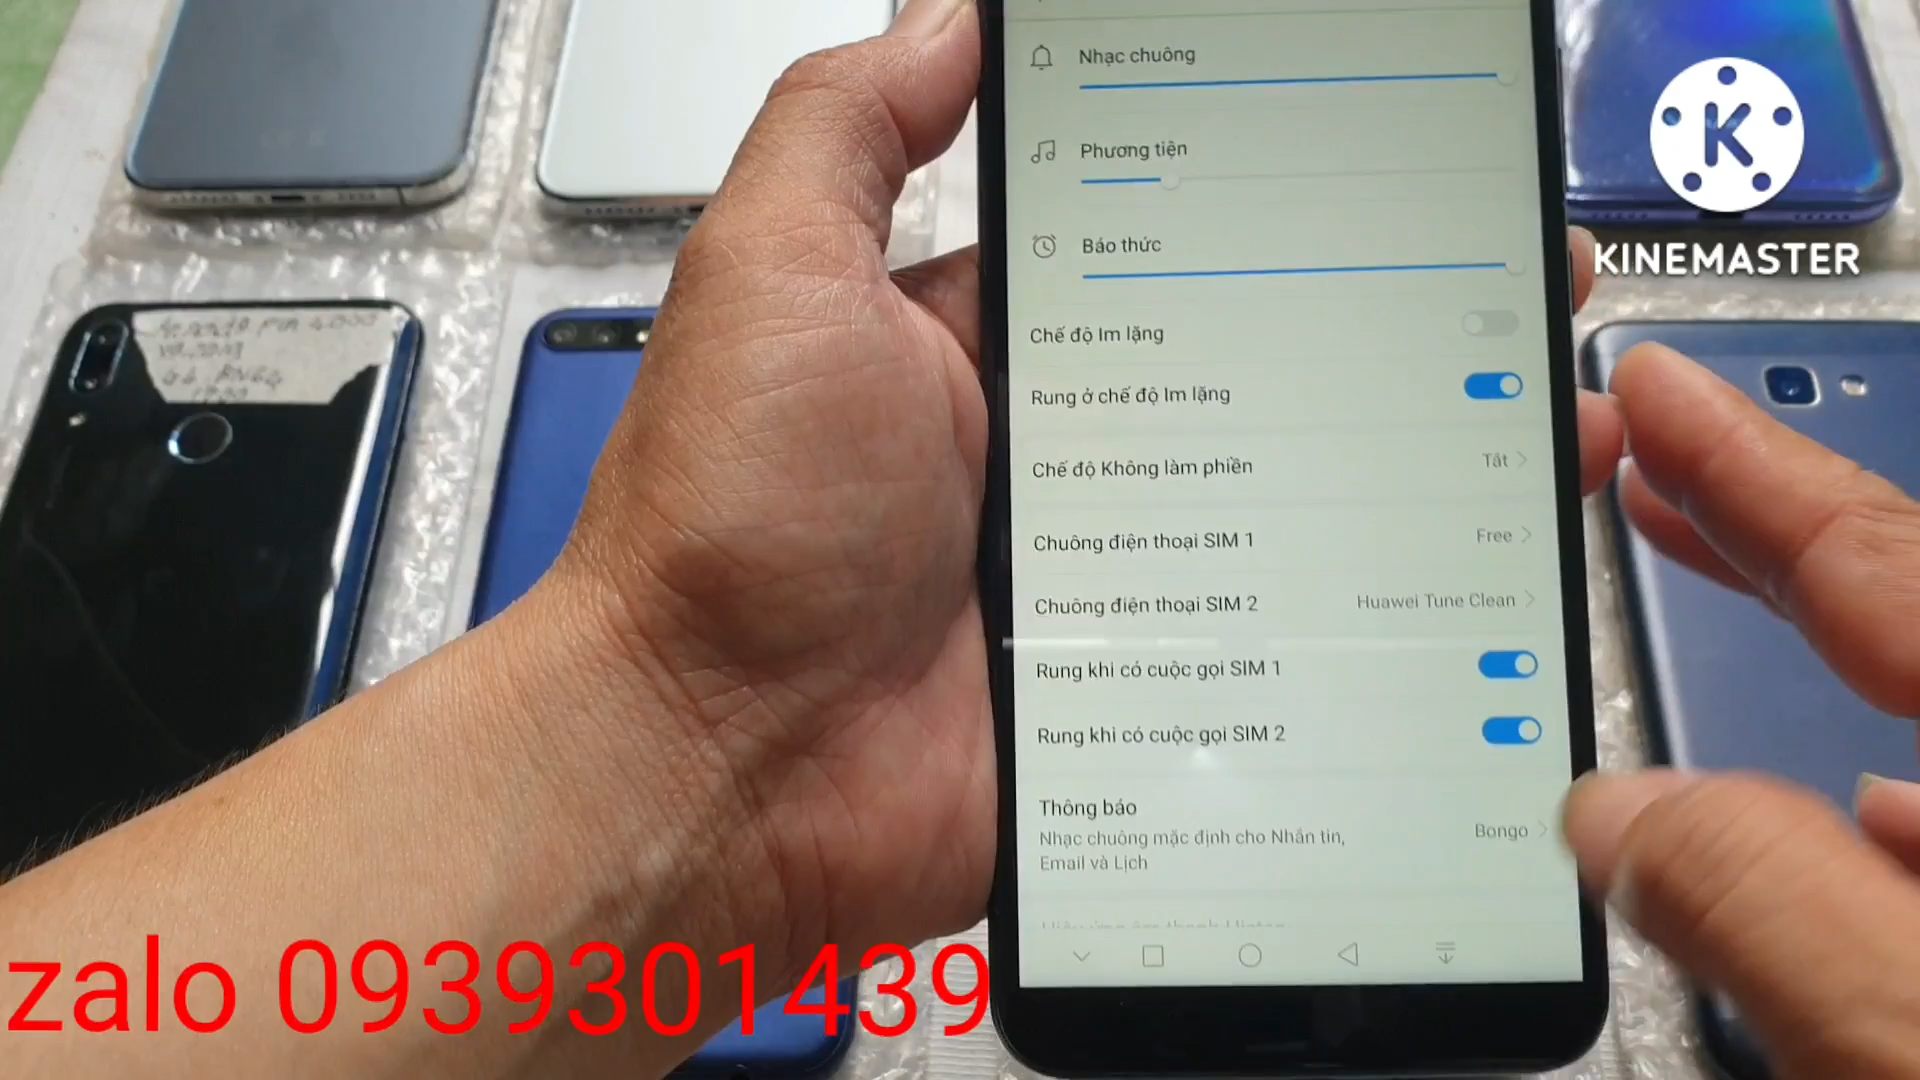 Nhạc chuông
Phương tiện
Báo thức
Chế độ Im lặng
Rung ở chế độ Im lặng
Chế độ Không làm phiền Tắt
Chuông điện thoại SIM 1 Free
Chuông điện thoại SIM 2 Huawei Tune Clean
Rung khi có cuộc gọi SIM 1
Rung khi có cuộc gọi SIM 2
Thông báo
Nhạc chuông mặc định cho Nhắn tin,
Email và Lịch
Bongo
K
KINEMASTER
zalo 0939301439